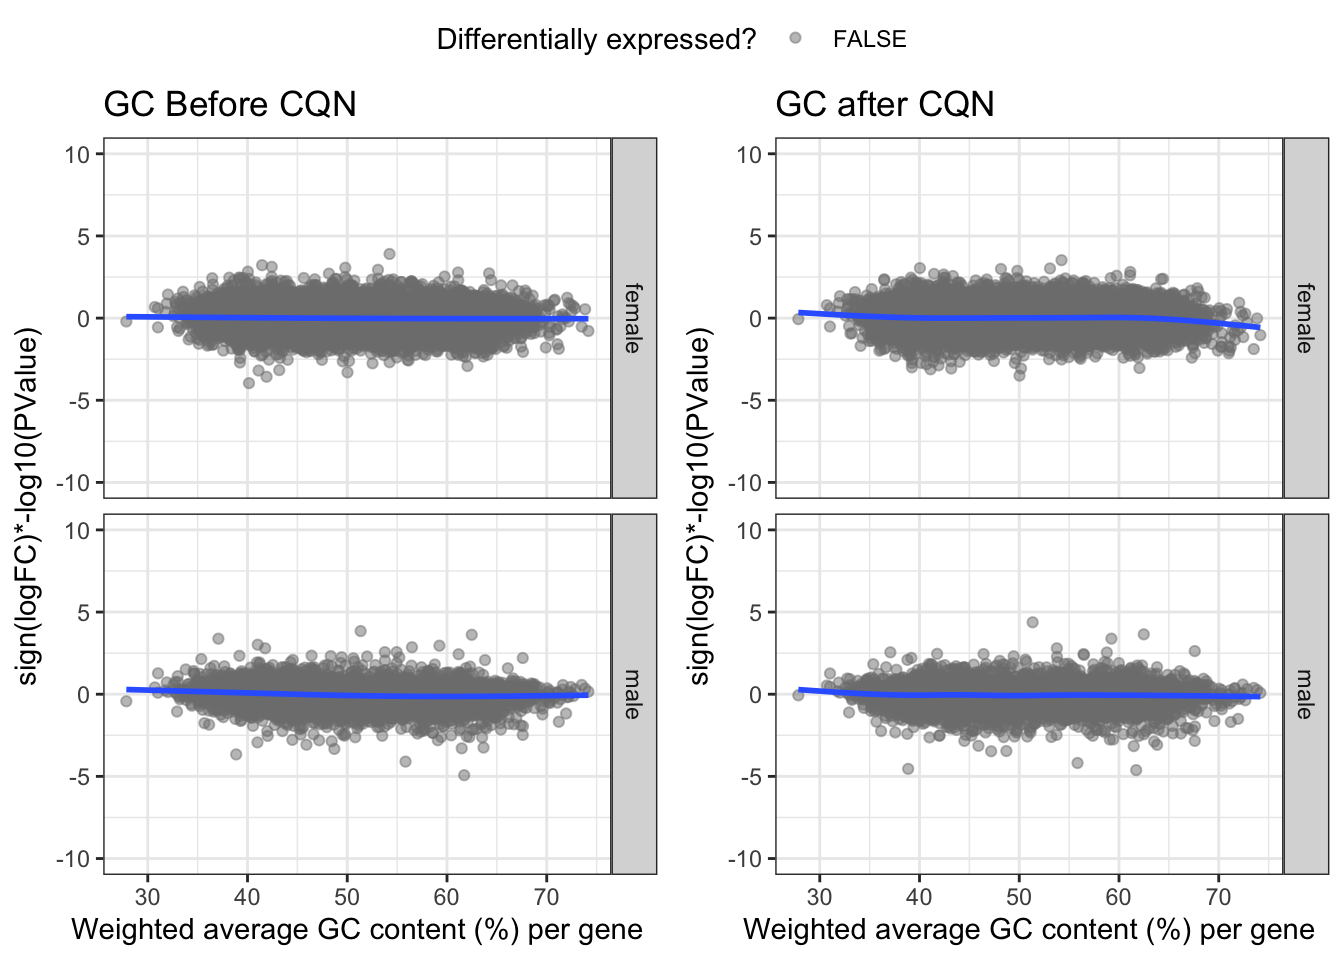 Differentially expressed? FALSE
GC Before CQN
10
5
0
-5
-10
female
10
5
0
-5
-10
male
30 40 50 60 70
Weighted average GC content (%) per gene
sign(logFC)*-log10(PValue)
GC after CQN
10
5
0
-5
-10
female
10
5
0
-5
-10
male
30 40 50 60 70
Weighted average GC content (%) per gene
sign(logFC)*-log10(PValue)